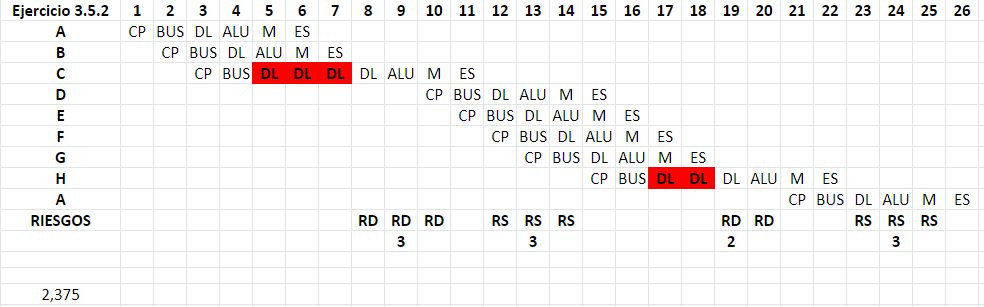 Ejercicio 3.5.2 1 2 3 4 5 6 7 8 9 10 11 12 13 14 15 16 17 18 19 20 21 22 23 24 25 26
A CP BUS DL ALU M ES
B CP BUS DL ALU M ES
C CP BUS DL DL DL DL ALU M ES
D CP BUS DL ALU M ES
E CP BUS DL ALU M ES
F CP BUS DL ALU M ES
G CP BUS DL ALU M ES
H CP BUS DL DL DL ALU M ES
A CP BUS DL ALU M ES
RIESGOS RD RD RD RS RS RS RD RD RS RS RS
3 3 2 3
2,375